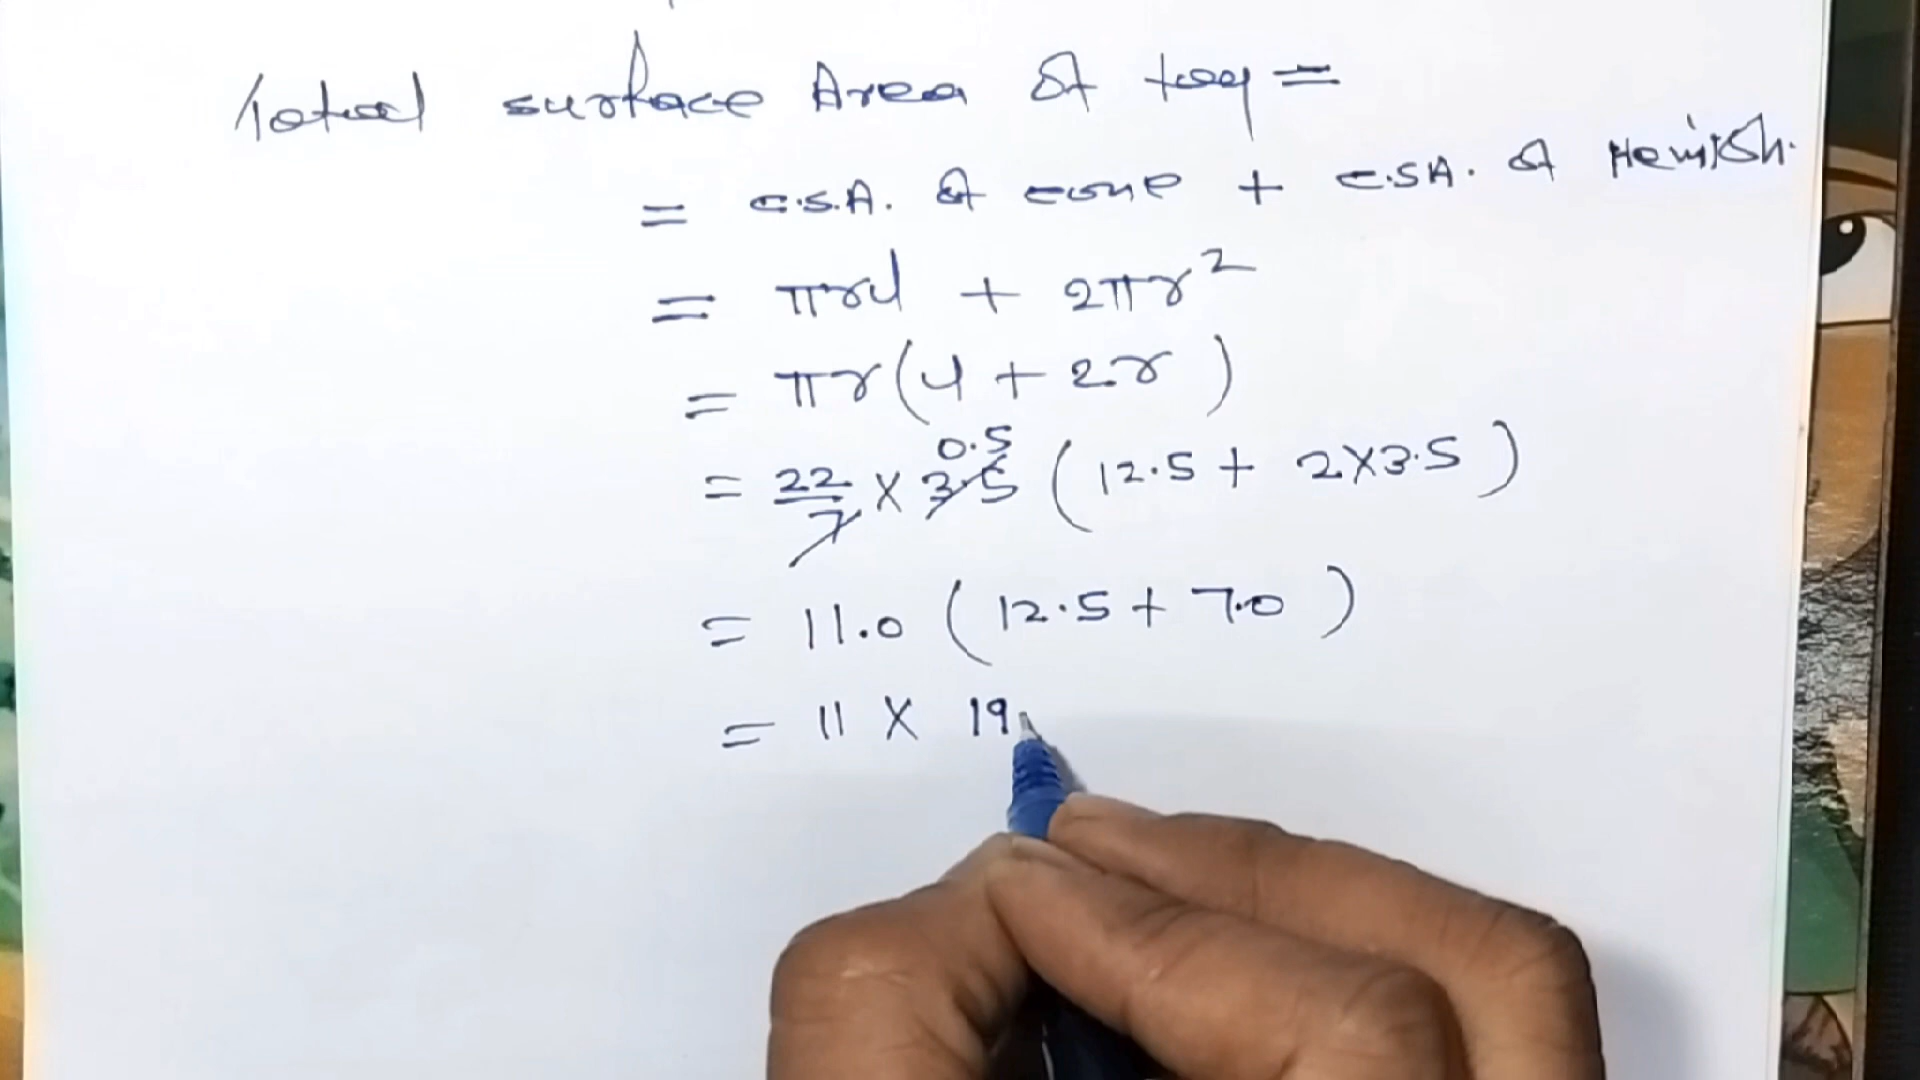 Total surface Area of toy =
= C.S.A. of cone + C.S.A. of Hemish.
= πrl + 2πr²
= πr(l + 2r)
= 22/7 × 3.5 0.5 (12.5 + 2×3.5)
= 11.0 (12.5 + 7.0)
= 11 × 19